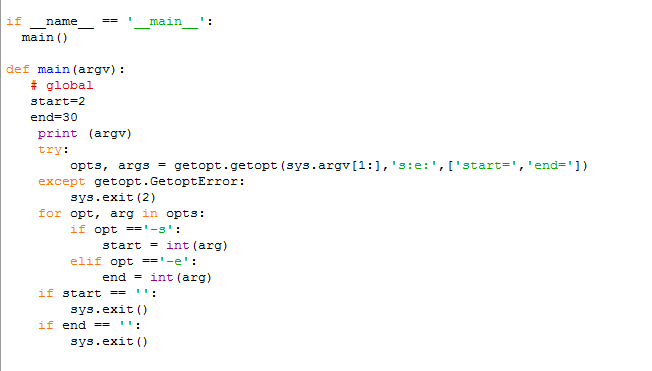 if __name__ == '__main__':
  main()

def main(argv):
   # global
   start=2
   end=30
    print (argv)
    try:
        opts, args = getopt.getopt(sys.argv[1:],'s:e:',['start=','end='])
    except getopt.GetoptError:
        sys.exit(2)
    for opt, arg in opts:
        if opt =='-s':
            start = int(arg)
        elif opt =='-e':
            end = int(arg)
    if start == '':
        sys.exit()
    if end == '':
        sys.exit()